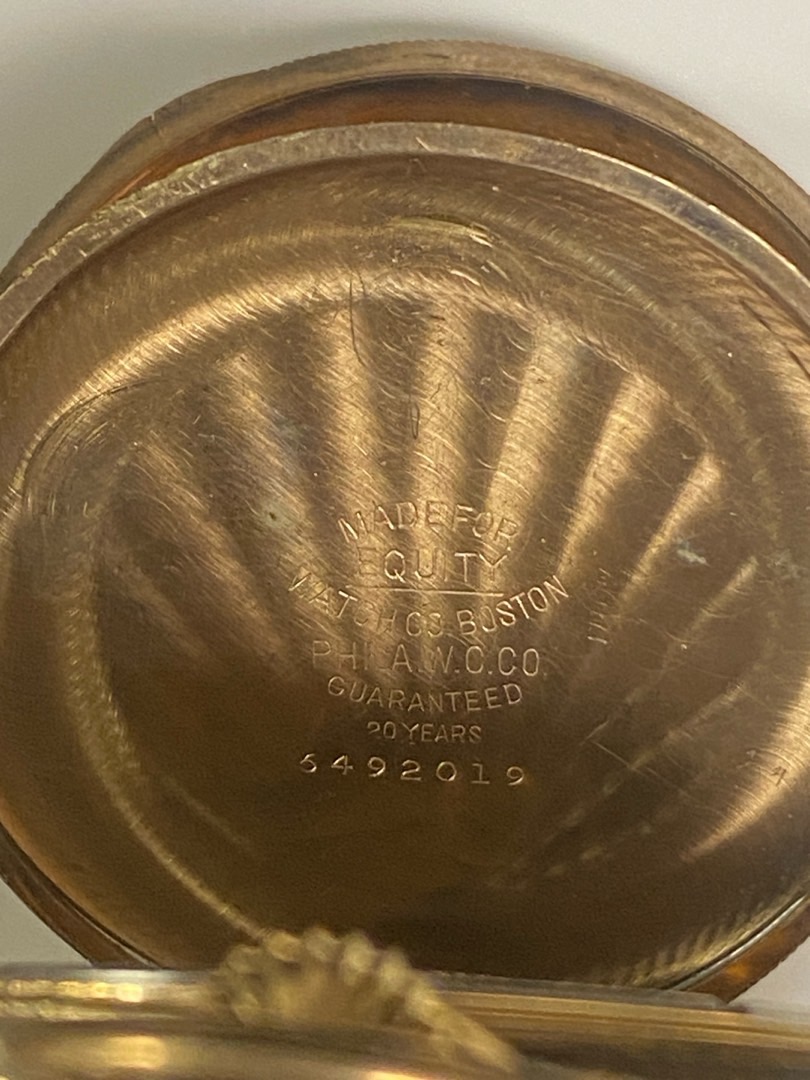 MADE FOR
EQUITY
WATCH CO. BOSTON
PHILA.W.C.CO.
GUARANTEED
20 YEARS
5492019